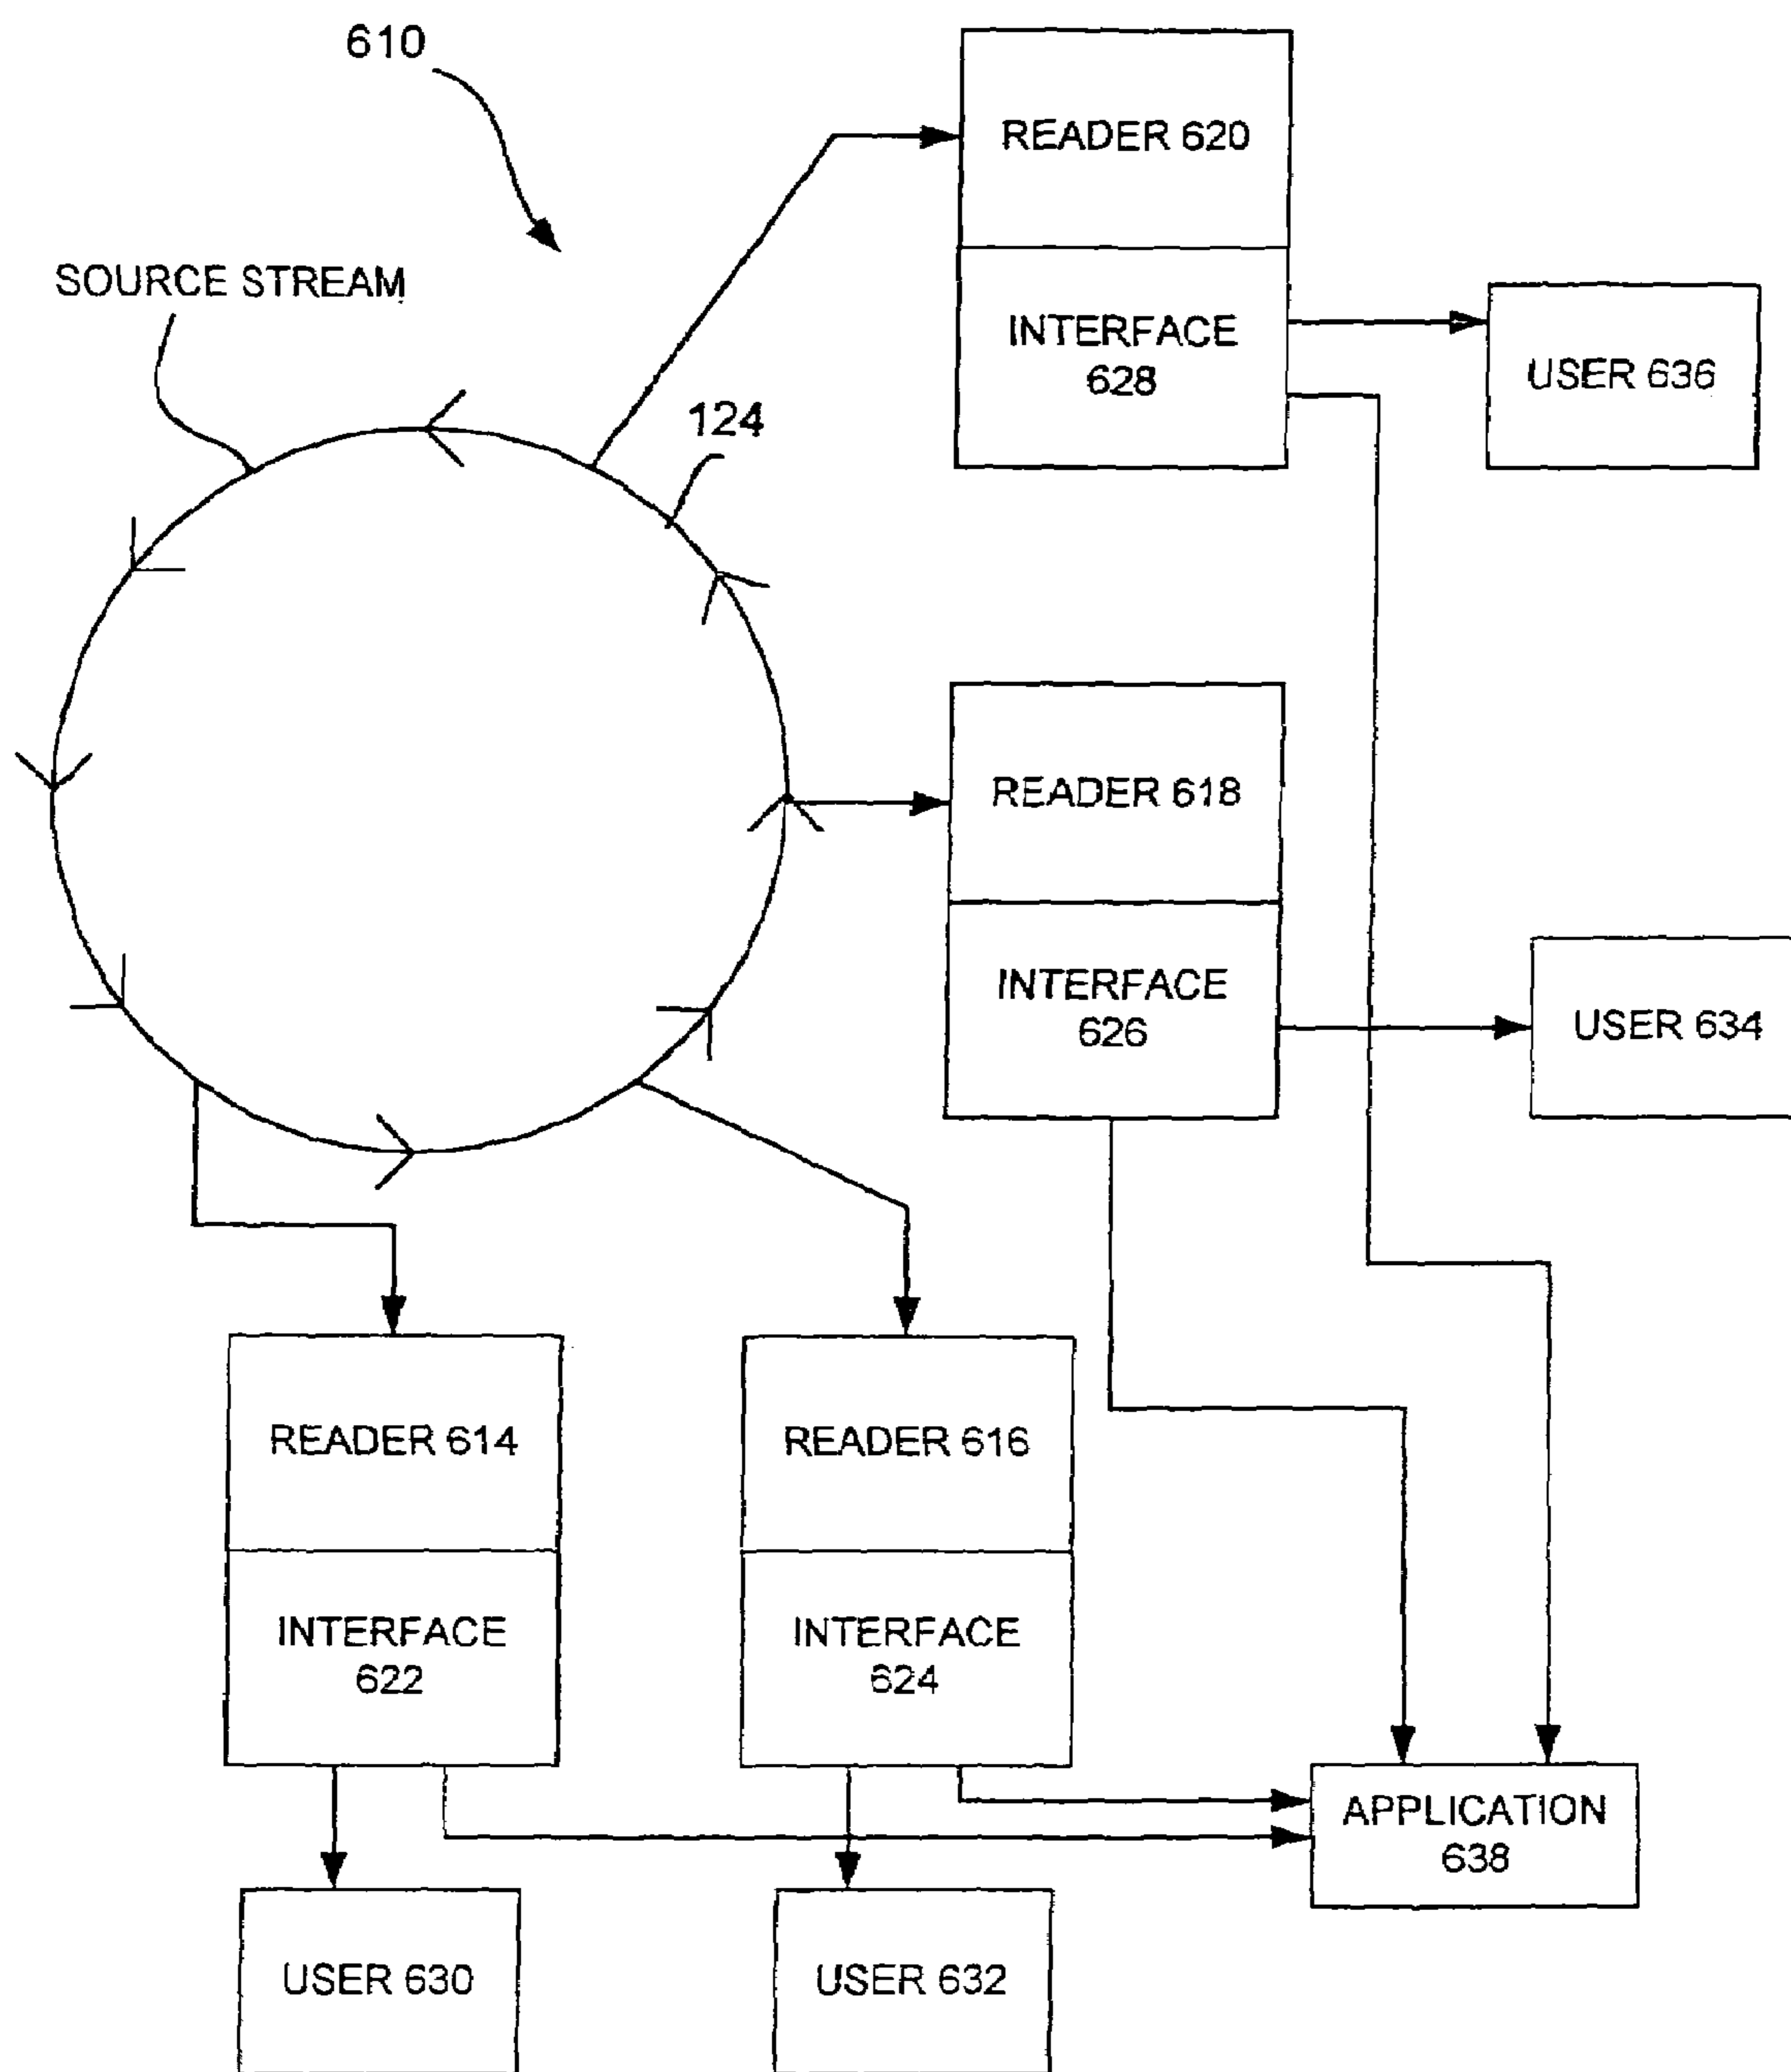 610
READER 620
SOURCE STREAM
INTERFACE
628
USER 636
124
READER 618
INTERFACE
626
USER 634
READER 614
READER 616
INTERFACE
622
INTERFACE
624
APPLICATION
638
USER 630
USER 632